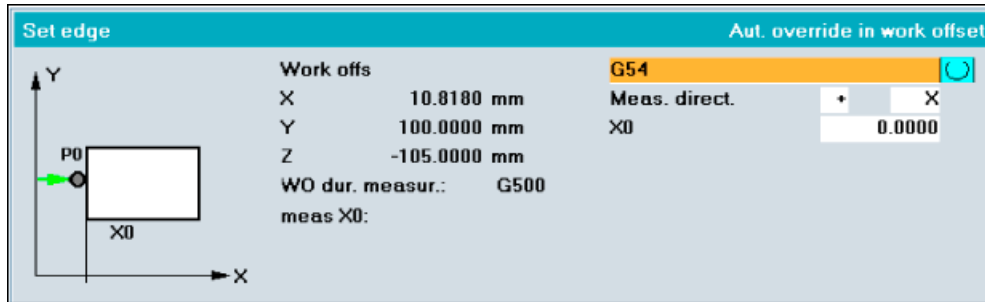 Set edge Aut. override in work offset
Y
P0
X0
X
Work offs
X 10.8180 mm
Y 100.0000 mm
Z -105.0000 mm
WO dur. measur.: G500
meas X0:
G54
Meas. direct. + X
X0 0.0000